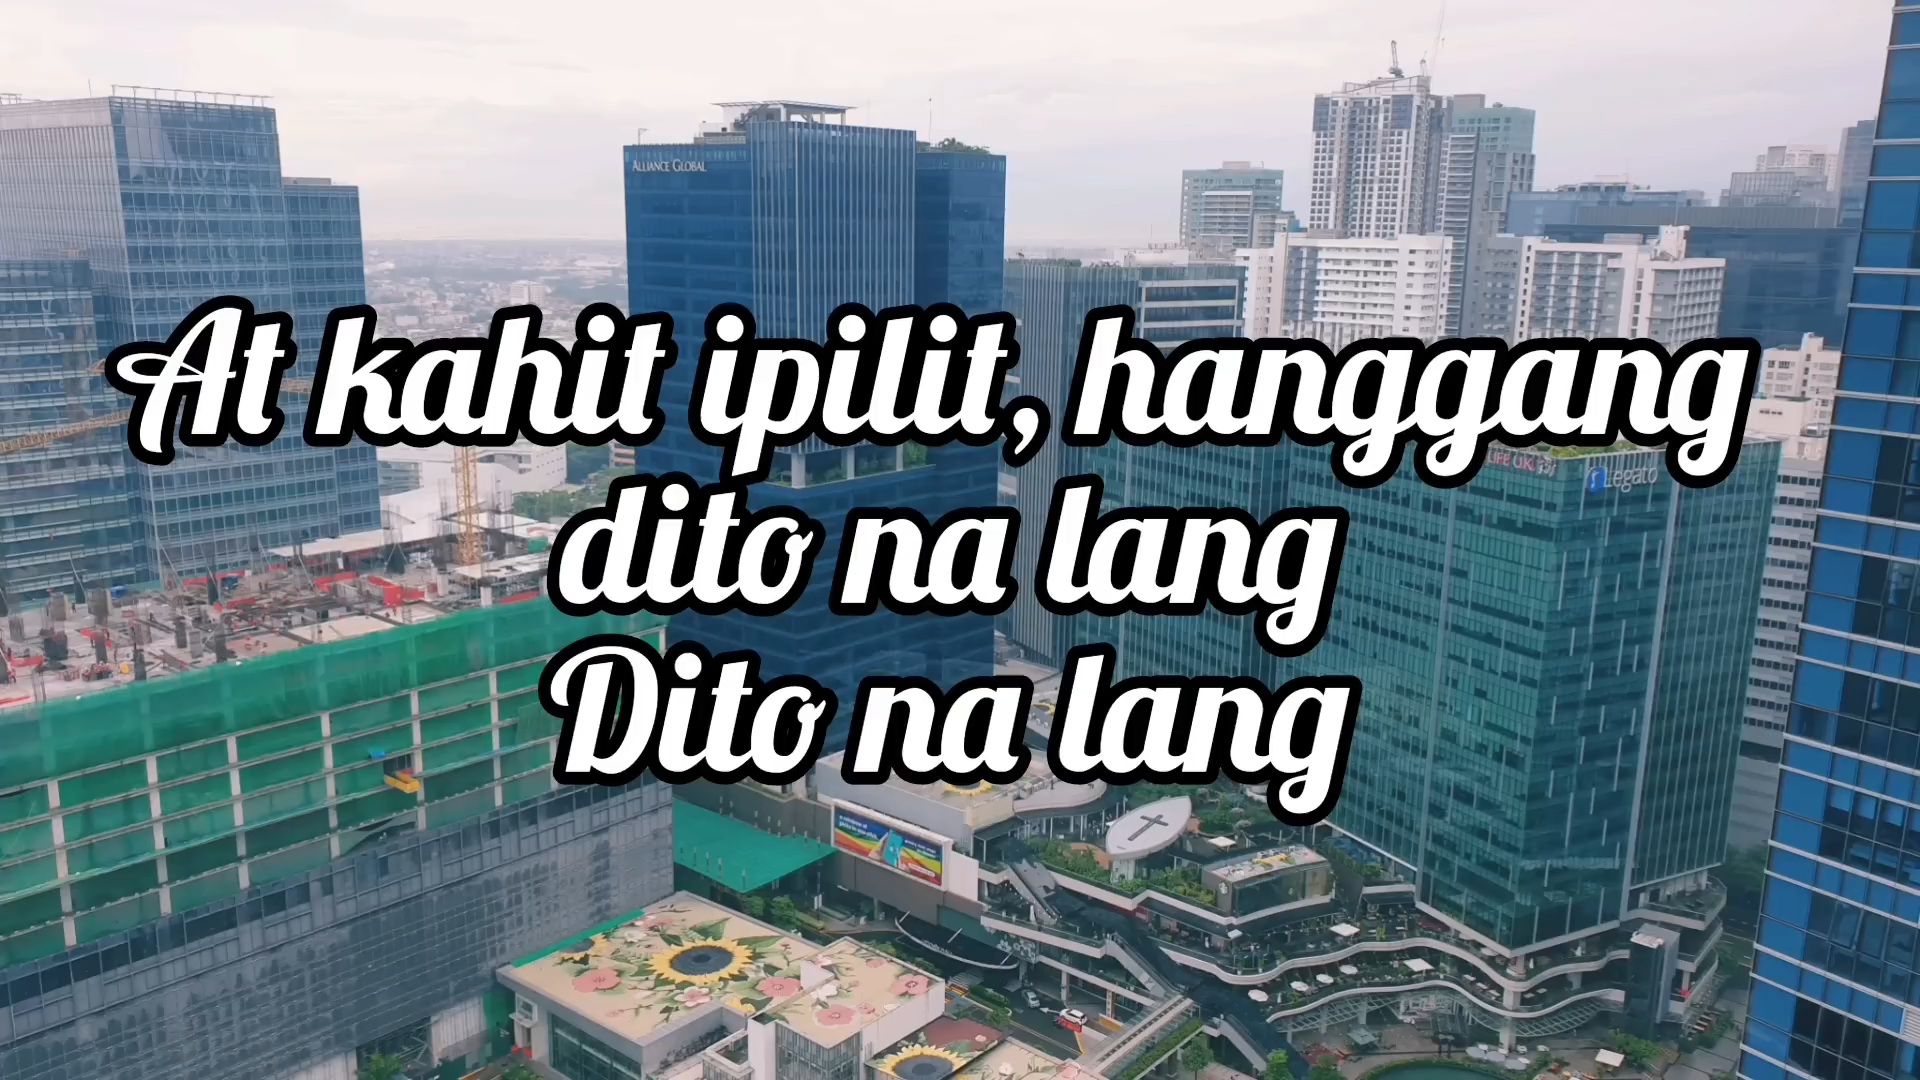 ALLIANCE GLOBAL
At kahit ipilit, hanggang
dito na lang
Dito na lang
legato